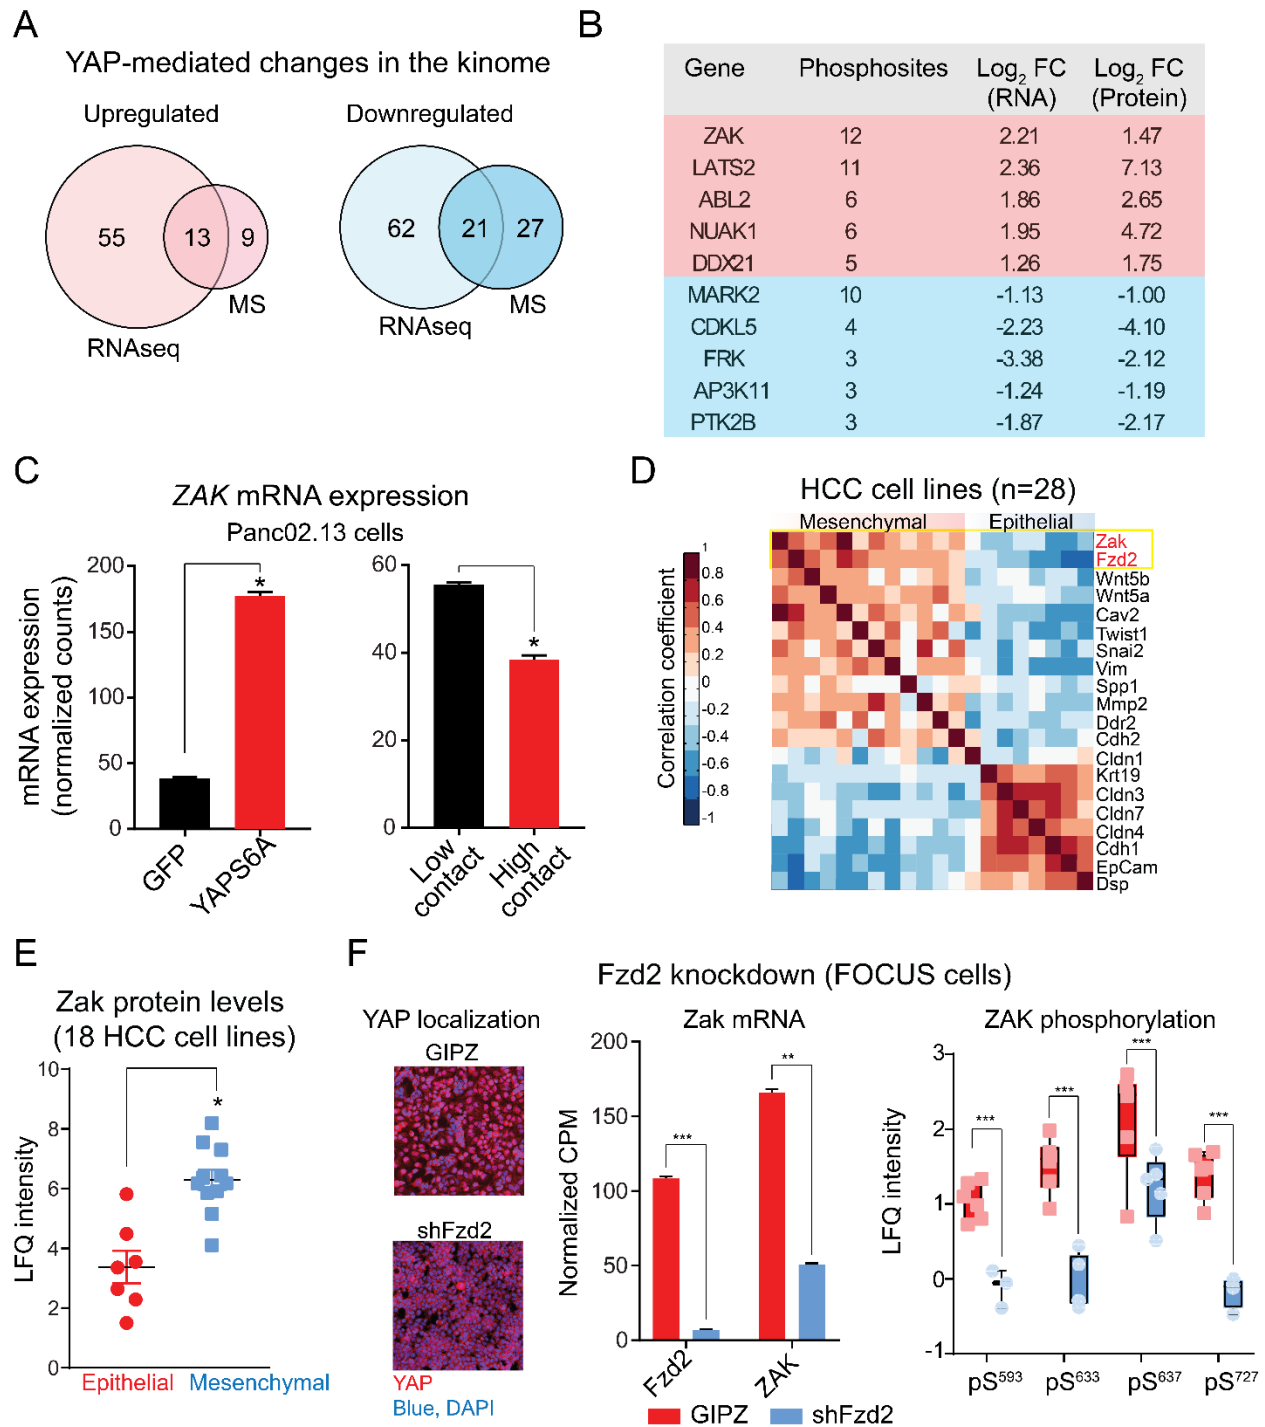 A
YAP-mediated changes in the kinome
Upregulated
Downregulated
55
13
9
MS
RNAseq
62
21
27
MS
RNAseq
B
Gene Phosphosites Log2 FC (RNA) Log2 FC (Protein)
ZAK 12 2.21 1.47
LATS2 11 2.36 7.13
ABL2 6 1.86 2.65
NUAK1 6 1.95 4.72
DDX21 5 1.26 1.75
MARK2 10 -1.13 -1.00
CDKL5 4 -2.23 -4.10
FRK 3 -3.38 -2.12
AP3K11 3 -1.24 -1.19
PTK2B 3 -1.87 -2.17
C
ZAK mRNA expression
Panc02.13 cells
mRNA expression
(normalized counts)
200
150
100
50
0
*
GFP
YAPS6A
60
40
20
0
*
Low
contact
High
contact
D
HCC cell lines (n=28)
Mesenchymal
Epithelial
Correlation coefficient
1
0.8
0.6
0.4
0.2
0
-0.2
-0.4
-0.6
-0.8
-1
Zak
Fzd2
Wnt5b
Wnt5a
Cav2
Twist1
Snai2
Vim
Spp1
Mmp2
Ddr2
Cdh2
Cldn1
Krt19
Cldn3
Cldn7
Cldn4
Cdh1
EpCam
Dsp
E
Zak protein levels
(18 HCC cell lines)
LFQ intensity
10
8
6
4
2
0
*
Epithelial
Mesenchymal
F
Fzd2 knockdown (FOCUS cells)
YAP localization
GIPZ
shFzd2
YAP
Blue, DAPI
Zak mRNA
Normalized CPM
200
150
100
50
0
***
**
Fzd2
ZAK
GIPZ
shFzd2
ZAK phosphorylation
LFQ intensity
3
2
1
0
-1
***
***
***
***
pS593
pS633
pS637
pS727